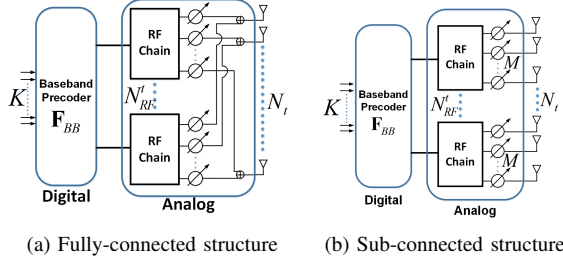 K
Baseband
Precoder
F_BB
Digital
RF
Chain
N^t_RF
RF
Chain
Analog
N_t
(a) Fully-connected structure
K
Baseband
Precoder
F_BB
Digital
RF
Chain
M
N^t_RF
RF
Chain
M
Analog
N_t
(b) Sub-connected structure